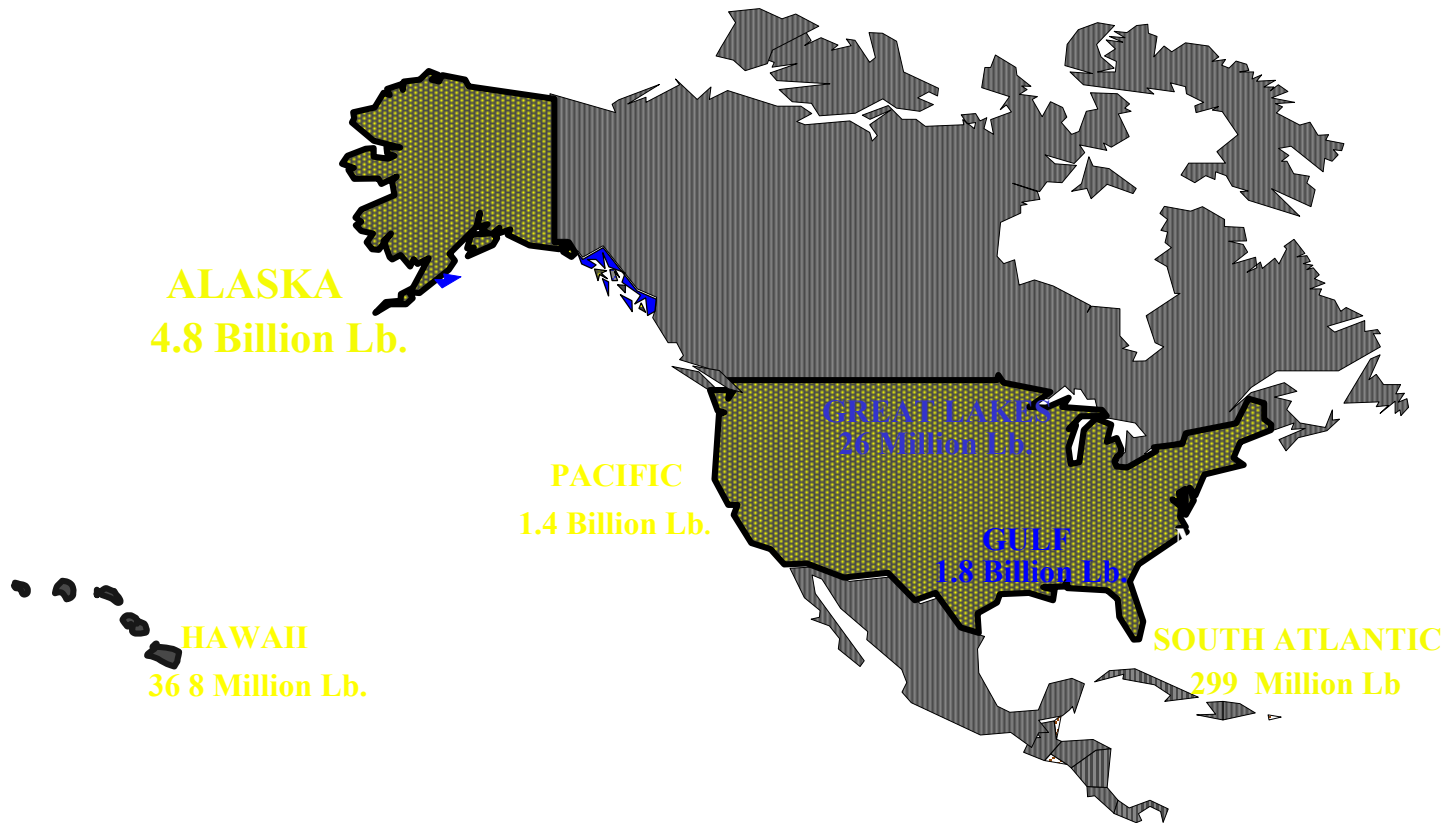 ALASKA
4.8 Billion Lb.
GREAT LAKES
26 Million Lb.
PACIFIC
1.4 Billion Lb.
GULF
1.8 Billion Lb.
HAWAII
36 8 Million Lb.
SOUTH ATLANTIC
299 Million Lb